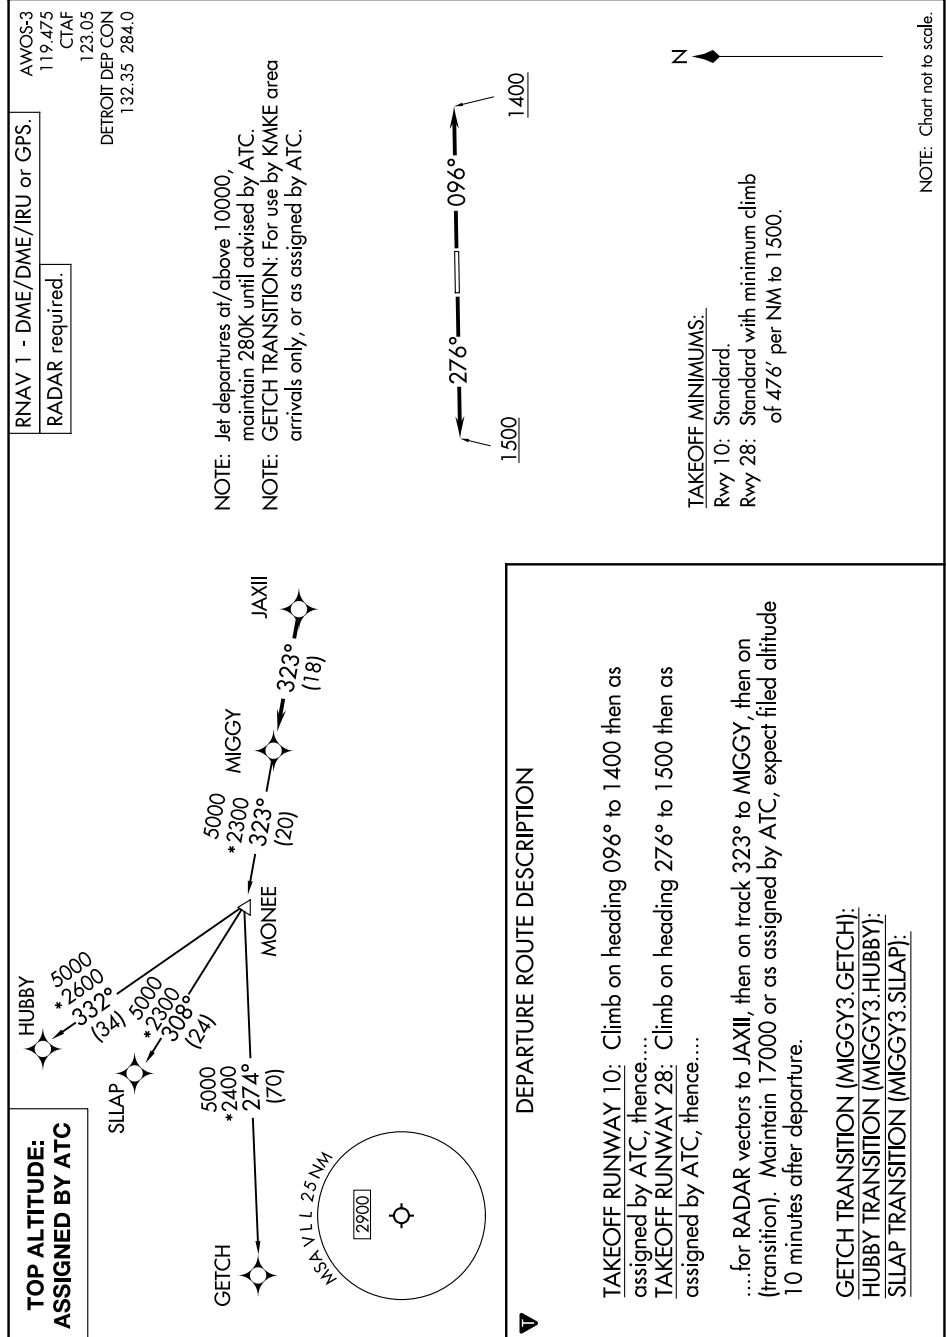 TOP ALTITUDE:
ASSIGNED BY ATC
RNAV 1 - DME/DME/IRU or GPS.
RADAR required.
AWOS-3
119.475
CTAF
123.05
DETROIT DEP CON
132.35 284.0
HUBBY
5000
*2600
332°
(34)
SLLAP
5000
*2300
308°
(24)
GETCH
5000
*2400
274°
(70)
MONEE
5000
*2300
323°
(20)
MIGGY
323°
(18)
JAXII
MSA VLL 25 NM
2900
NOTE: Jet departures at/above 10000,
maintain 280K until advised by ATC.
NOTE: GETCH TRANSITION: For use by KMKE area
arrivals only, or as assigned by ATC.
1500
276°
096°
1400
TAKEOFF MINIMUMS:
Rwy 10: Standard.
Rwy 28: Standard with minimum climb
of 476' per NM to 1500.
N
NOTE: Chart not to scale.
T
DEPARTURE ROUTE DESCRIPTION
TAKEOFF RUNWAY 10: Climb on heading 096° to 1400 then as
assigned by ATC, thence....
TAKEOFF RUNWAY 28: Climb on heading 276° to 1500 then as
assigned by ATC, thence....
....for RADAR vectors to JAXII, then on track 323° to MIGGY, then on
(transition). Maintain 17000 or as assigned by ATC, expect filed altitude
10 minutes after departure.
GETCH TRANSITION (MIGGY3.GETCH):
HUBBY TRANSITION (MIGGY3.HUBBY):
SLLAP TRANSITION (MIGGY3.SLLAP):